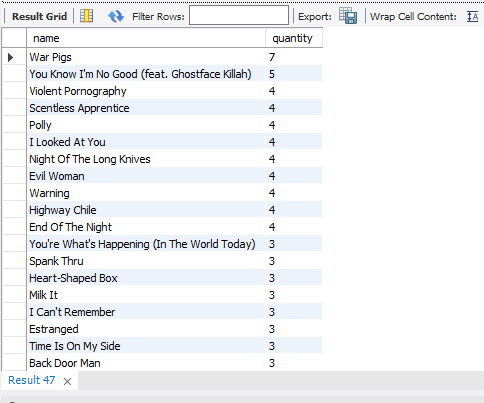 Result Grid Filter Rows: Export: Wrap Cell Content:
name quantity
War Pigs 7
You Know I'm No Good (feat. Ghostface Killah) 5
Violent Pornography 4
Scentless Apprentice 4
Polly 4
I Looked At You 4
Night Of The Long Knives 4
Evil Woman 4
Warning 4
Highway Chile 4
End Of The Night 4
You're What's Happening (In The World Today) 3
Spank Thru 3
Heart-Shaped Box 3
Milk It 3
I Can't Remember 3
Estranged 3
Time Is On My Side 3
Back Door Man 3
Result 47